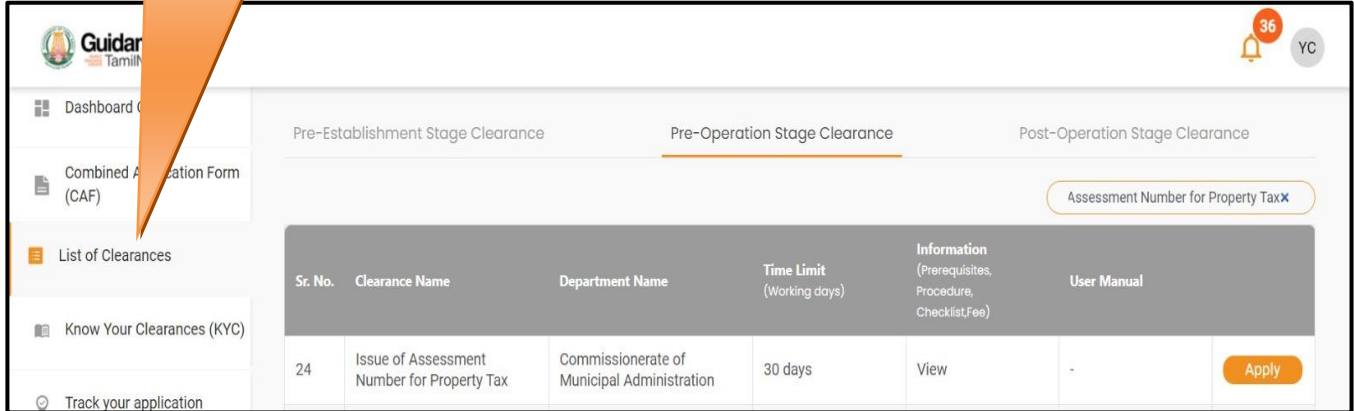 36
YC
Dashboard
Pre-Establishment Stage Clearance
Pre-Operation Stage Clearance
Post-Operation Stage Clearance
Combined Form
(CAF)
Assessment Number for Property Tax×
List of Clearances
Sr. No.
Clearance Name
Department Name
Time Limit
(Working days)
Information
(Prerequisites,
Procedure,
Checklist,Fee)
User Manual
Know Your Clearances (KYC)
24
Issue of Assessment
Number for Property Tax
Commissionerate of
Municipal Administration
30 days
View
-
Apply
Track your application